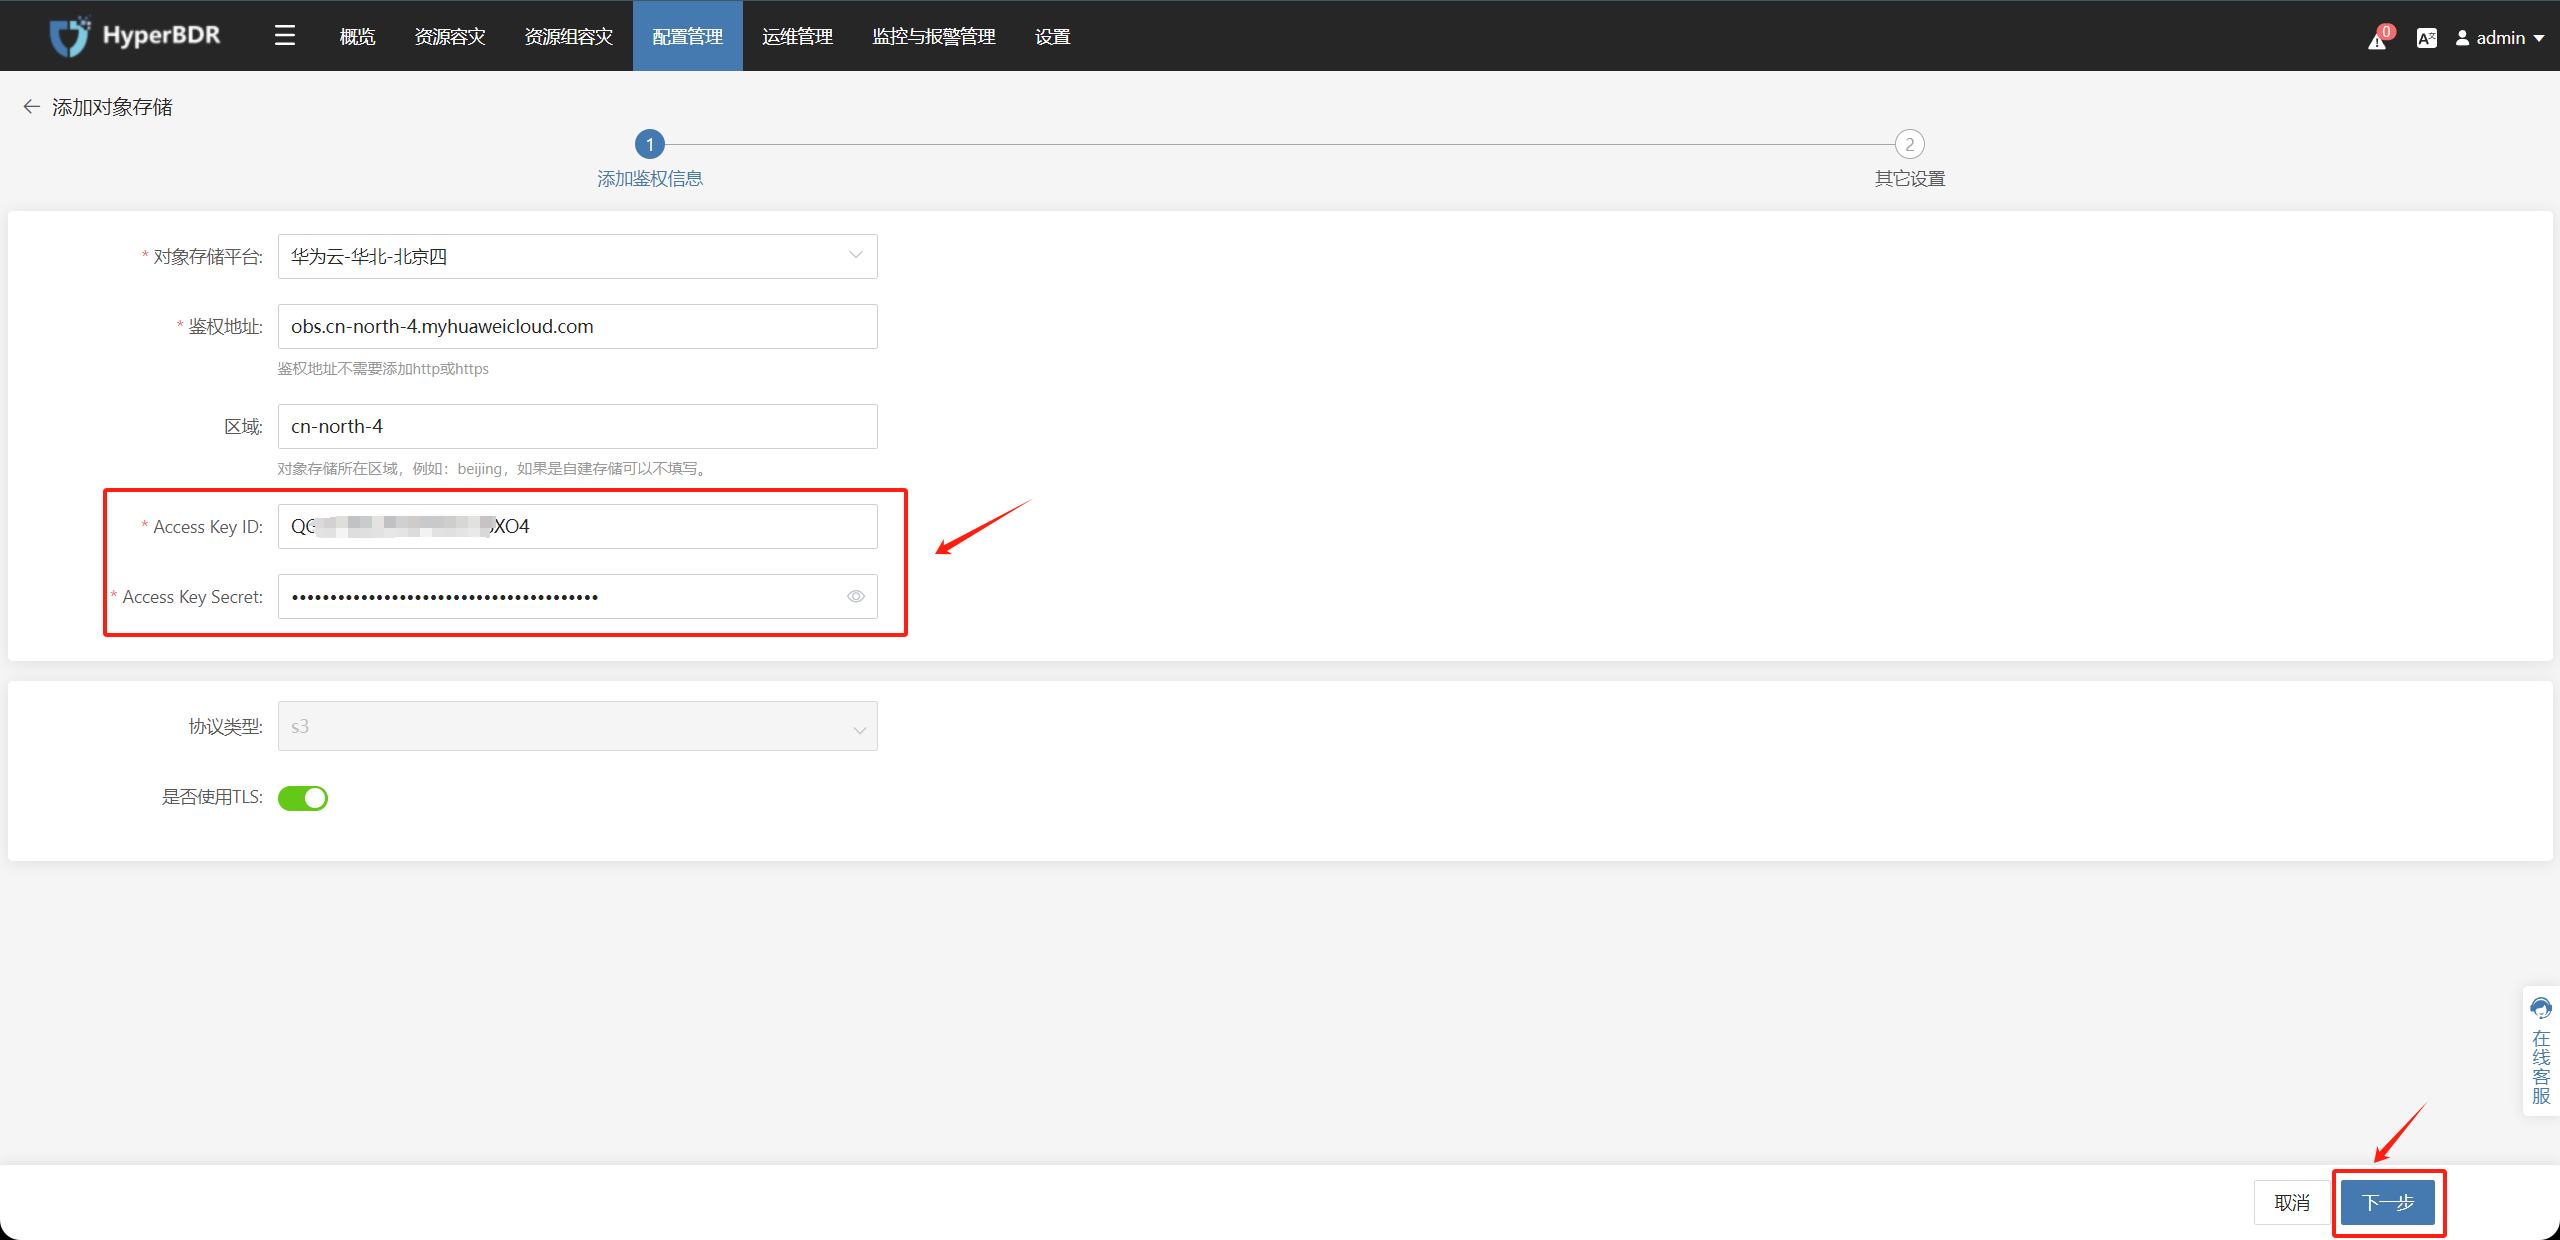 HyperBDR 概览 资源容灾 资源组容灾 配置管理 运维管理 监控与报警管理 设置 0 admin
添加对象存储
1 2
添加鉴权信息 其它设置
* 对象存储平台: 华为云-华北-北京四
* 鉴权地址: obs.cn-north-4.myhuaweicloud.com
鉴权地址不需要添加http或https
区域: cn-north-4
对象存储所在区域，例如：beijing，如果是自建存储可以不填写。
* Access Key ID: QG XO4
* Access Key Secret: ••••••••••••••••••••••••••••••••••••••••
协议类型: s3
是否使用TLS:
在线客服
取消 下一步